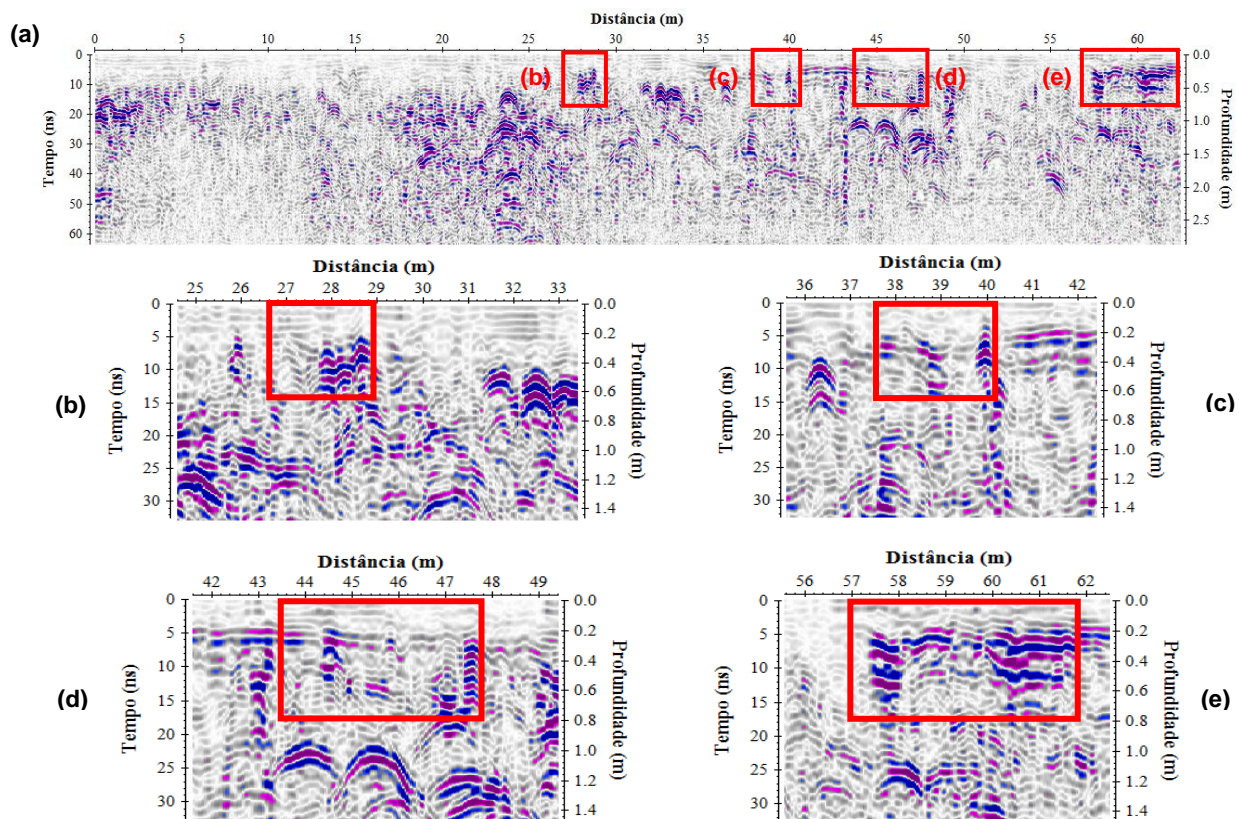 Distância (m)
(a)
0 5 10 15 20 25 30 35 40 45 50 55 60
Tempo (ns)
0
10
20
30
40
50
60
(b) (c) (d) (e)
Profundidade (m)
0.0
0.5
1.0
1.5
2.0
2.5
Distância (m)
25 26 27 28 29 30 31 32 33
(b)
Tempo (ns)
0
5
10
15
20
25
30
Profundidade (m)
0.0
0.2
0.4
0.6
0.8
1.0
1.2
1.4
Distância (m)
36 37 38 39 40 41 42
Tempo (ns)
0
5
10
15
20
25
30
Profundidade (m)
0.0
0.2
0.4
0.6
0.8
1.0
1.2
1.4
(c)
Distância (m)
42 43 44 45 46 47 48 49
(d)
Tempo (ns)
0
5
10
15
20
25
30
Profundidade (m)
0.0
0.2
0.4
0.6
0.8
1.0
1.2
1.4
Distância (m)
56 57 58 59 60 61 62
Tempo (ns)
0
5
10
15
20
25
30
Profundidade (m)
0.0
0.2
0.4
0.6
0.8
1.0
1.2
1.4
(e)